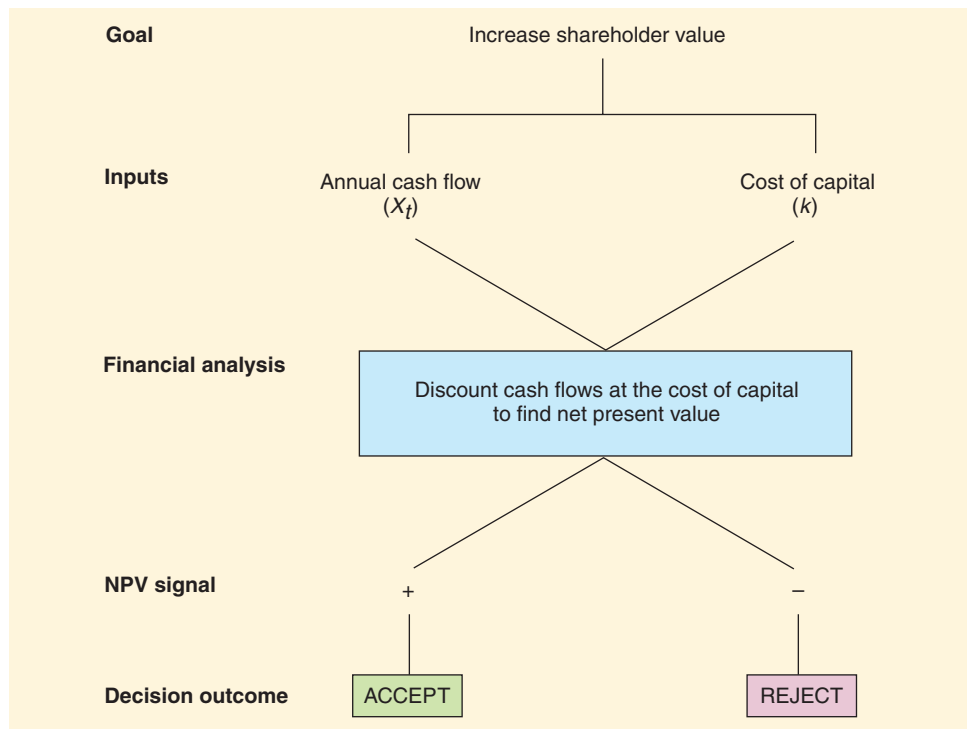 Goal
Increase shareholder value
Inputs
Annual cash flow
(Xt)
Cost of capital
(k)
Financial analysis
Discount cash flows at the cost of capital
to find net present value
NPV signal
+
–
Decision outcome
ACCEPT
REJECT